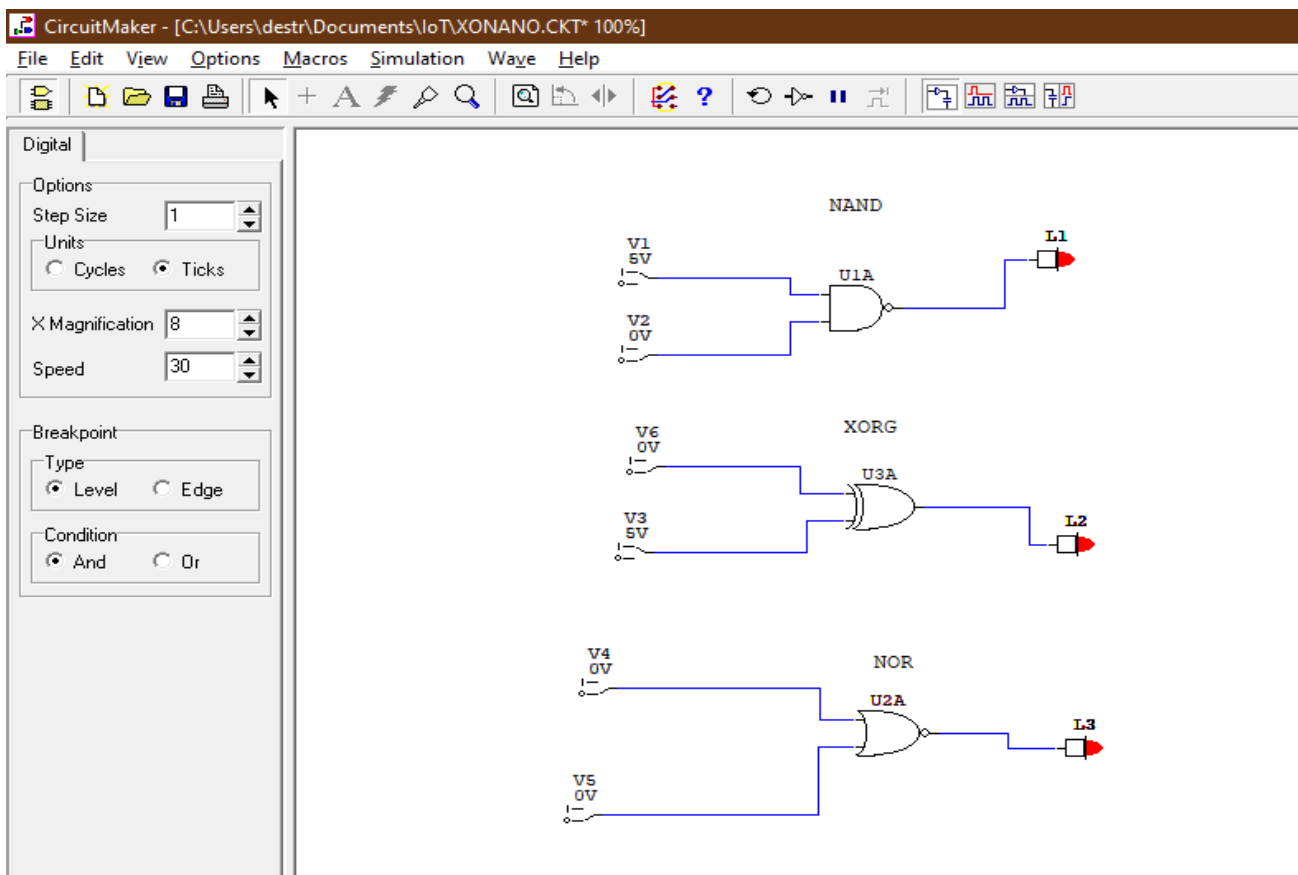 CircuitMaker - [C:\Users\destr\Documents\IoT\XONANO.CKT* 100%]
File Edit View Options Macros Simulation Wave Help
Digital
Options
Step Size 1
Units
Cycles Ticks
X Magnification 8
Speed 30
Breakpoint
Type
Level Edge
Condition
And Or
NAND
V1
5V
U1A
L1
V2
0V
XORG
V6
0V
U3A
V3
5V
L2
NOR
V4
0V
U2A
L3
V5
0V